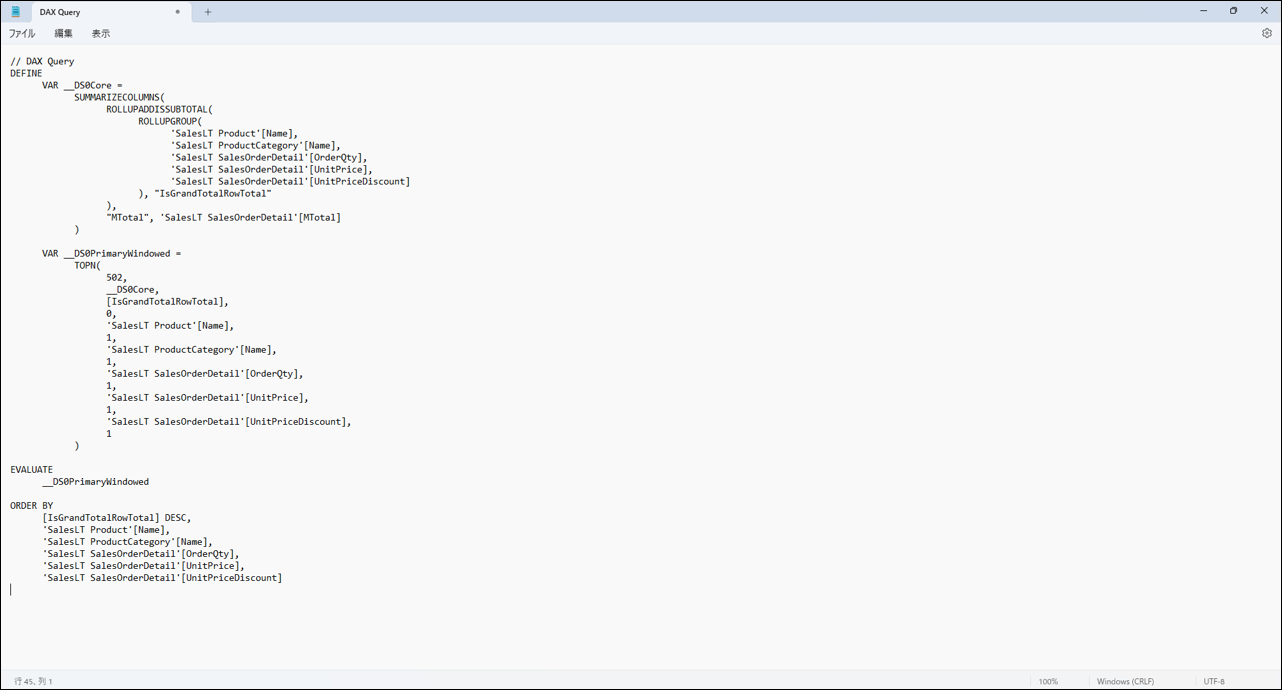 DAX Query
ファイル 編集 表示
// DAX Query
DEFINE
VAR __DS0Core =
SUMMARIZECOLUMNS(
ROLLUPADDISSUBTOTAL(
ROLLUPGROUP(
'SalesLT Product'[Name],
'SalesLT ProductCategory'[Name],
'SalesLT SalesOrderDetail'[OrderQty],
'SalesLT SalesOrderDetail'[UnitPrice],
'SalesLT SalesOrderDetail'[UnitPriceDiscount]
), "IsGrandTotalRowTotal"
),
"MTotal", 'SalesLT SalesOrderDetail'[MTotal]
)
VAR __DS0PrimaryWindowed =
TOPN(
502,
__DS0Core,
[IsGrandTotalRowTotal],
0,
'SalesLT Product'[Name],
1,
'SalesLT ProductCategory'[Name],
1,
'SalesLT SalesOrderDetail'[OrderQty],
1,
'SalesLT SalesOrderDetail'[UnitPrice],
1,
'SalesLT SalesOrderDetail'[UnitPriceDiscount],
1
)
EVALUATE
__DS0PrimaryWindowed
ORDER BY
[IsGrandTotalRowTotal] DESC,
'SalesLT Product'[Name],
'SalesLT ProductCategory'[Name],
'SalesLT SalesOrderDetail'[OrderQty],
'SalesLT SalesOrderDetail'[UnitPrice],
'SalesLT SalesOrderDetail'[UnitPriceDiscount]
行 45、列 1 100% Windows (CRLF) UTF-8